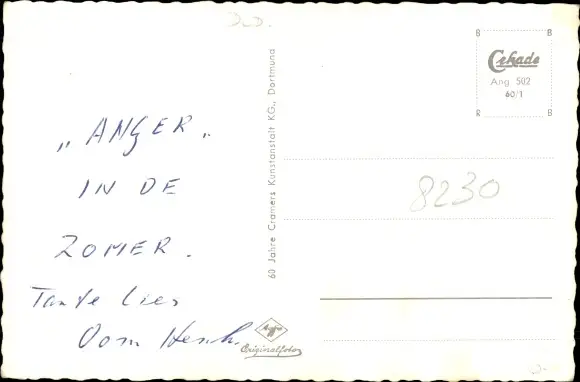 D.D.
„ ANGER „
IN DE
ZOMER.
Tante Lies
Oom Henk.
60 Jahre Cramers Kunstanstalt KG., Dortmund
Agfa
Originalfoto
B B
Cekade
Ang 502
60/1
R B
8230